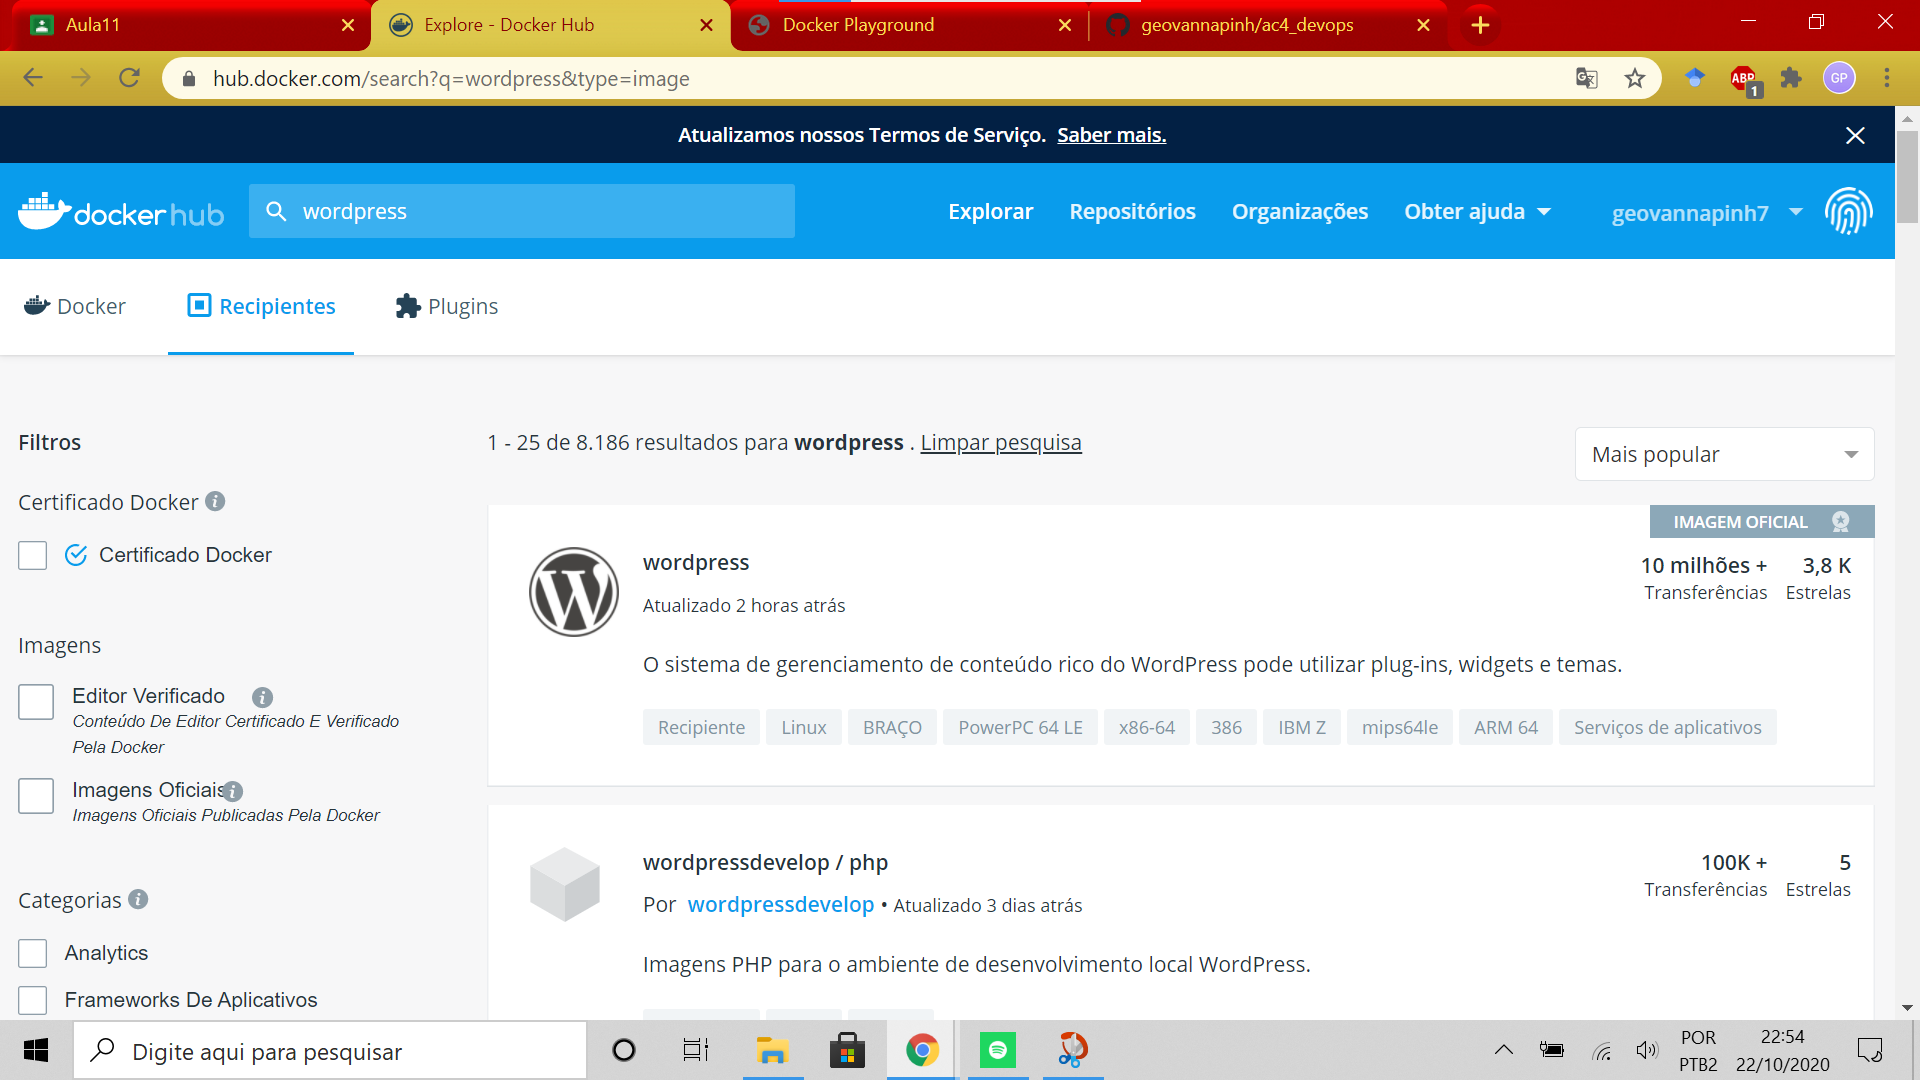 Aula11
Explore - Docker Hub
Docker Playground
geovannapinh/ac4_devops
hub.docker.com/search?q=wordpress&type=image
ABP
1
GP
Atualizamos nossos Termos de Serviço. Saber mais.
docker hub
wordpress
Explorar
Repositórios
Organizações
Obter ajuda
geovannapinh7
Docker
Recipientes
Plugins
Filtros
1 - 25 de 8.186 resultados para wordpress . Limpar pesquisa
Mais popular
Certificado Docker
Certificado Docker
Imagens
Editor Verificado
Conteúdo De Editor Certificado E Verificado
Pela Docker
Imagens Oficiais
Imagens Oficiais Publicadas Pela Docker
Categorias
Analytics
Frameworks De Aplicativos
IMAGEM OFICIAL
wordpress
10 milhões +
3,8 K
Atualizado 2 horas atrás
Transferências
Estrelas
O sistema de gerenciamento de conteúdo rico do WordPress pode utilizar plug-ins, widgets e temas.
Recipiente
Linux
BRAÇO
PowerPC 64 LE
x86-64
386
IBM Z
mips64le
ARM 64
Serviços de aplicativos
wordpressdevelop / php
100K +
5
Por wordpressdevelop • Atualizado 3 dias atrás
Transferências
Estrelas
Imagens PHP para o ambiente de desenvolvimento local WordPress.
Digite aqui para pesquisar
POR
PTB2
22:54
22/10/2020